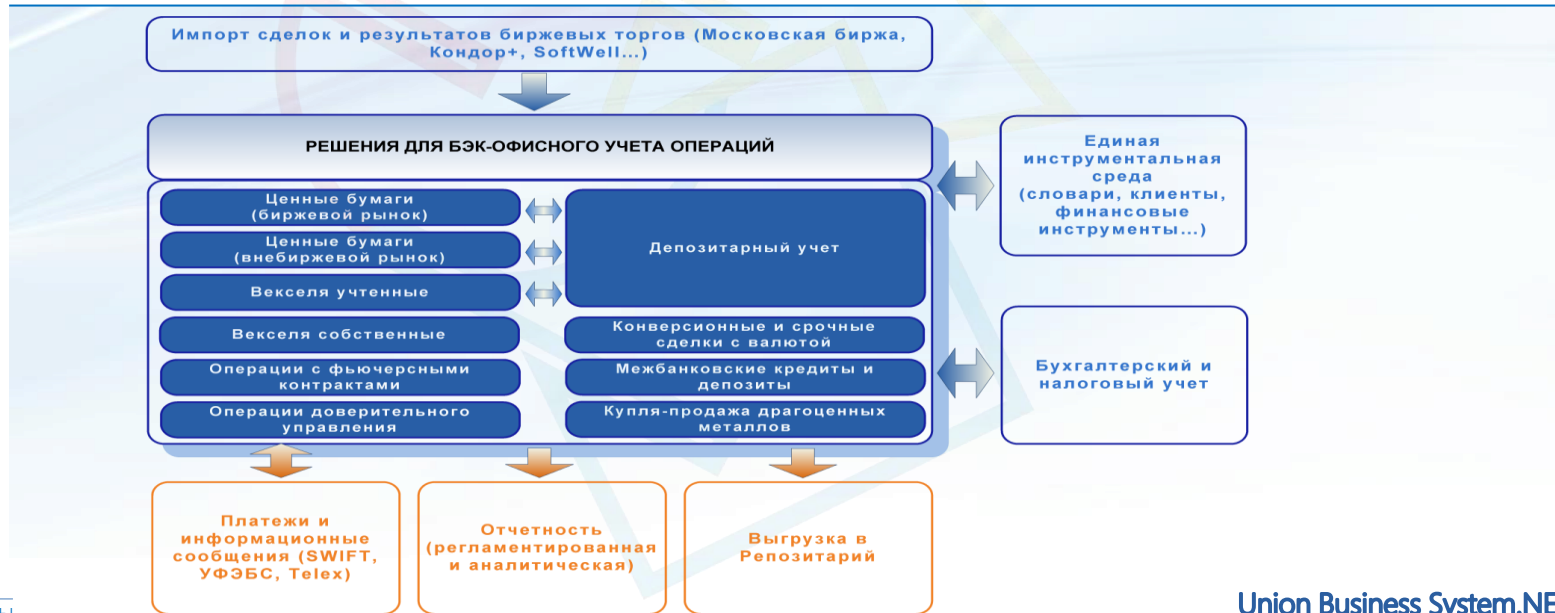 Импорт сделок и результатов биржевых торгов (Московская биржа,
Кондор+, SoftWell...)
РЕШЕНИЯ ДЛЯ БЭК-ОФИСНОГО УЧЕТА ОПЕРАЦИЙ
Ценные бумаги
(биржевой рынок)
Ценные бумаги
(внебиржевой рынок)
Векселя учтенные
Депозитарный учет
Векселя собственные
Конверсионные и срочные
сделки с валютой
Операции с фьючерсными
контрактами
Межбанковские кредиты и
депозиты
Операции доверительного
управления
Купля-продажа драгоценных
металлов
Единая
инструментальная
среда
(словари, клиенты,
финансовые
инструменты...)
Бухгалтерский и
налоговый учет
Платежи и
информационные
сообщения (SWIFT,
УФЭБС, Telex)
Отчетность
(регламентированная
и аналитическая)
Выгрузка в
Репозитарий
Union Business System.NE